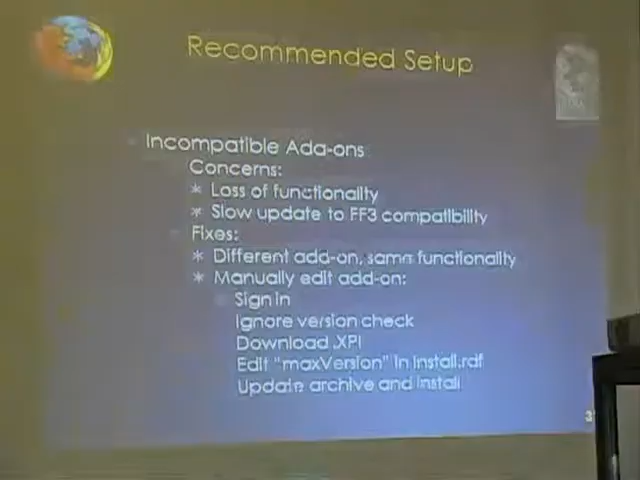 Recommended Setup
Incompatible Add-ons
Concerns:
* Loss of functionality
* Slow update to FF3 compatibility
Fixes:
* Different add-on, same functionality
* Manually edit add-on:
Sign in
Ignore version check
Download .XPI
Edit "maxVersion" in install.rdf
Update archive and install